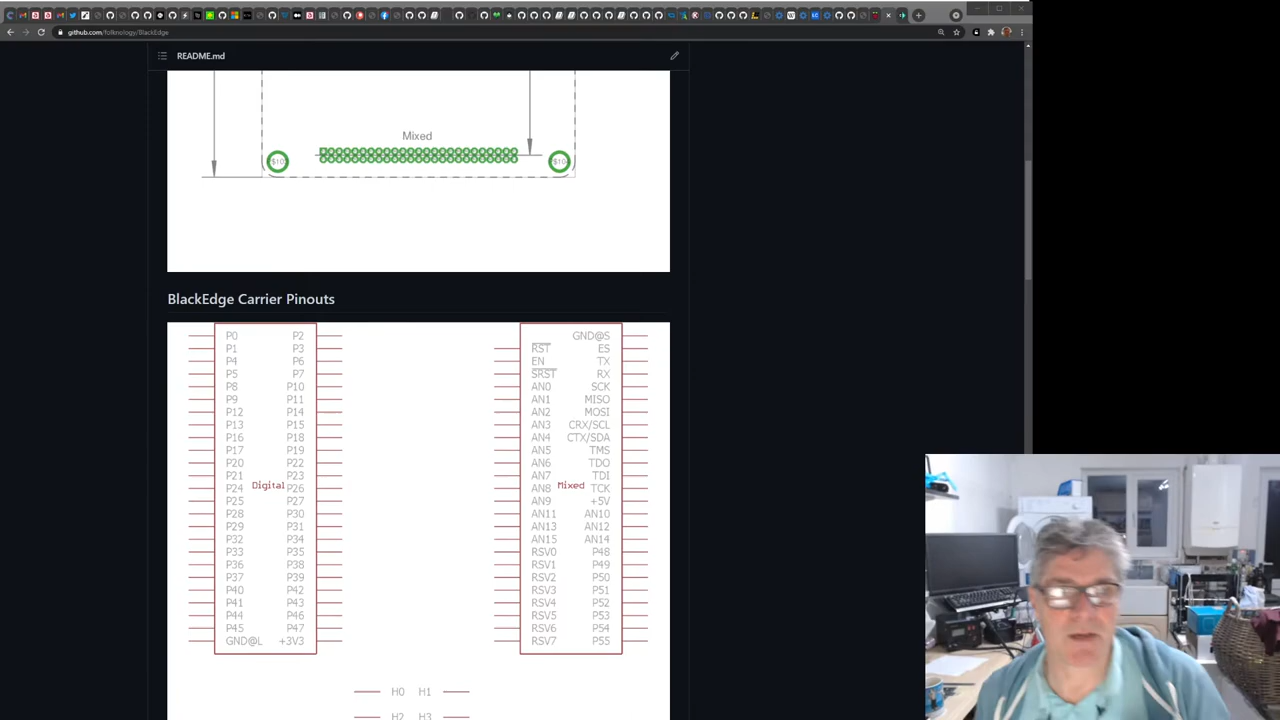 github.com/folknology/BlackEdge
README.md
Mixed
BlackEdge Carrier Pinouts
P0 P2 GND@S
P1 P3 RST ES
P4 P6 EN TX
P5 P7 SRST RX
P8 P10 AN0 SCK
P9 P11 AN1 MISO
P12 P14 AN2 MOSI
P13 P15 AN3 CRX/SCL
P16 P18 AN4 CTX/SDA
P17 P19 AN5 TMS
P20 P22 AN6 TDO
P21 P23 AN7 TDI
Digital Mixed
P24 P26 AN8 TCK
P25 P27 AN9 +5V
P28 P30 AN11 AN10
P29 P31 AN13 AN12
P32 P34 AN15 AN14
P33 P35 RSV0 P48
P36 P38 RSV1 P49
P37 P39 RSV2 P50
P40 P42 RSV3 P51
P41 P43 RSV4 P52
P44 P46 RSV5 P53
P45 P47 RSV6 P54
GND@L +3V3 RSV7 P55
H0 H1
H2 H3